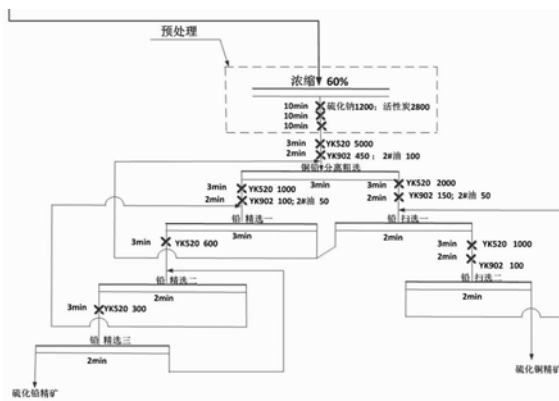 预处理
浓缩 60%
10min 硫化钠1200；活性炭2800
10min
10min
3min YK520 5000
2min YK902 450； 2#油 100
铜铅分离粗选
3min
3min YK520 1000
2min YK902 100; 2#油 50
3min YK520 2000
2min YK902 150; 2#油 50
铅 精选一
3min
铅 扫选一
2min
3min YK520 600
3min YK520 1000
2min YK902 100
铅 精选二
2min
铅 扫选二
2min
3min YK520 300
铅 精选三
2min
硫化铅精矿
硫化铜精矿